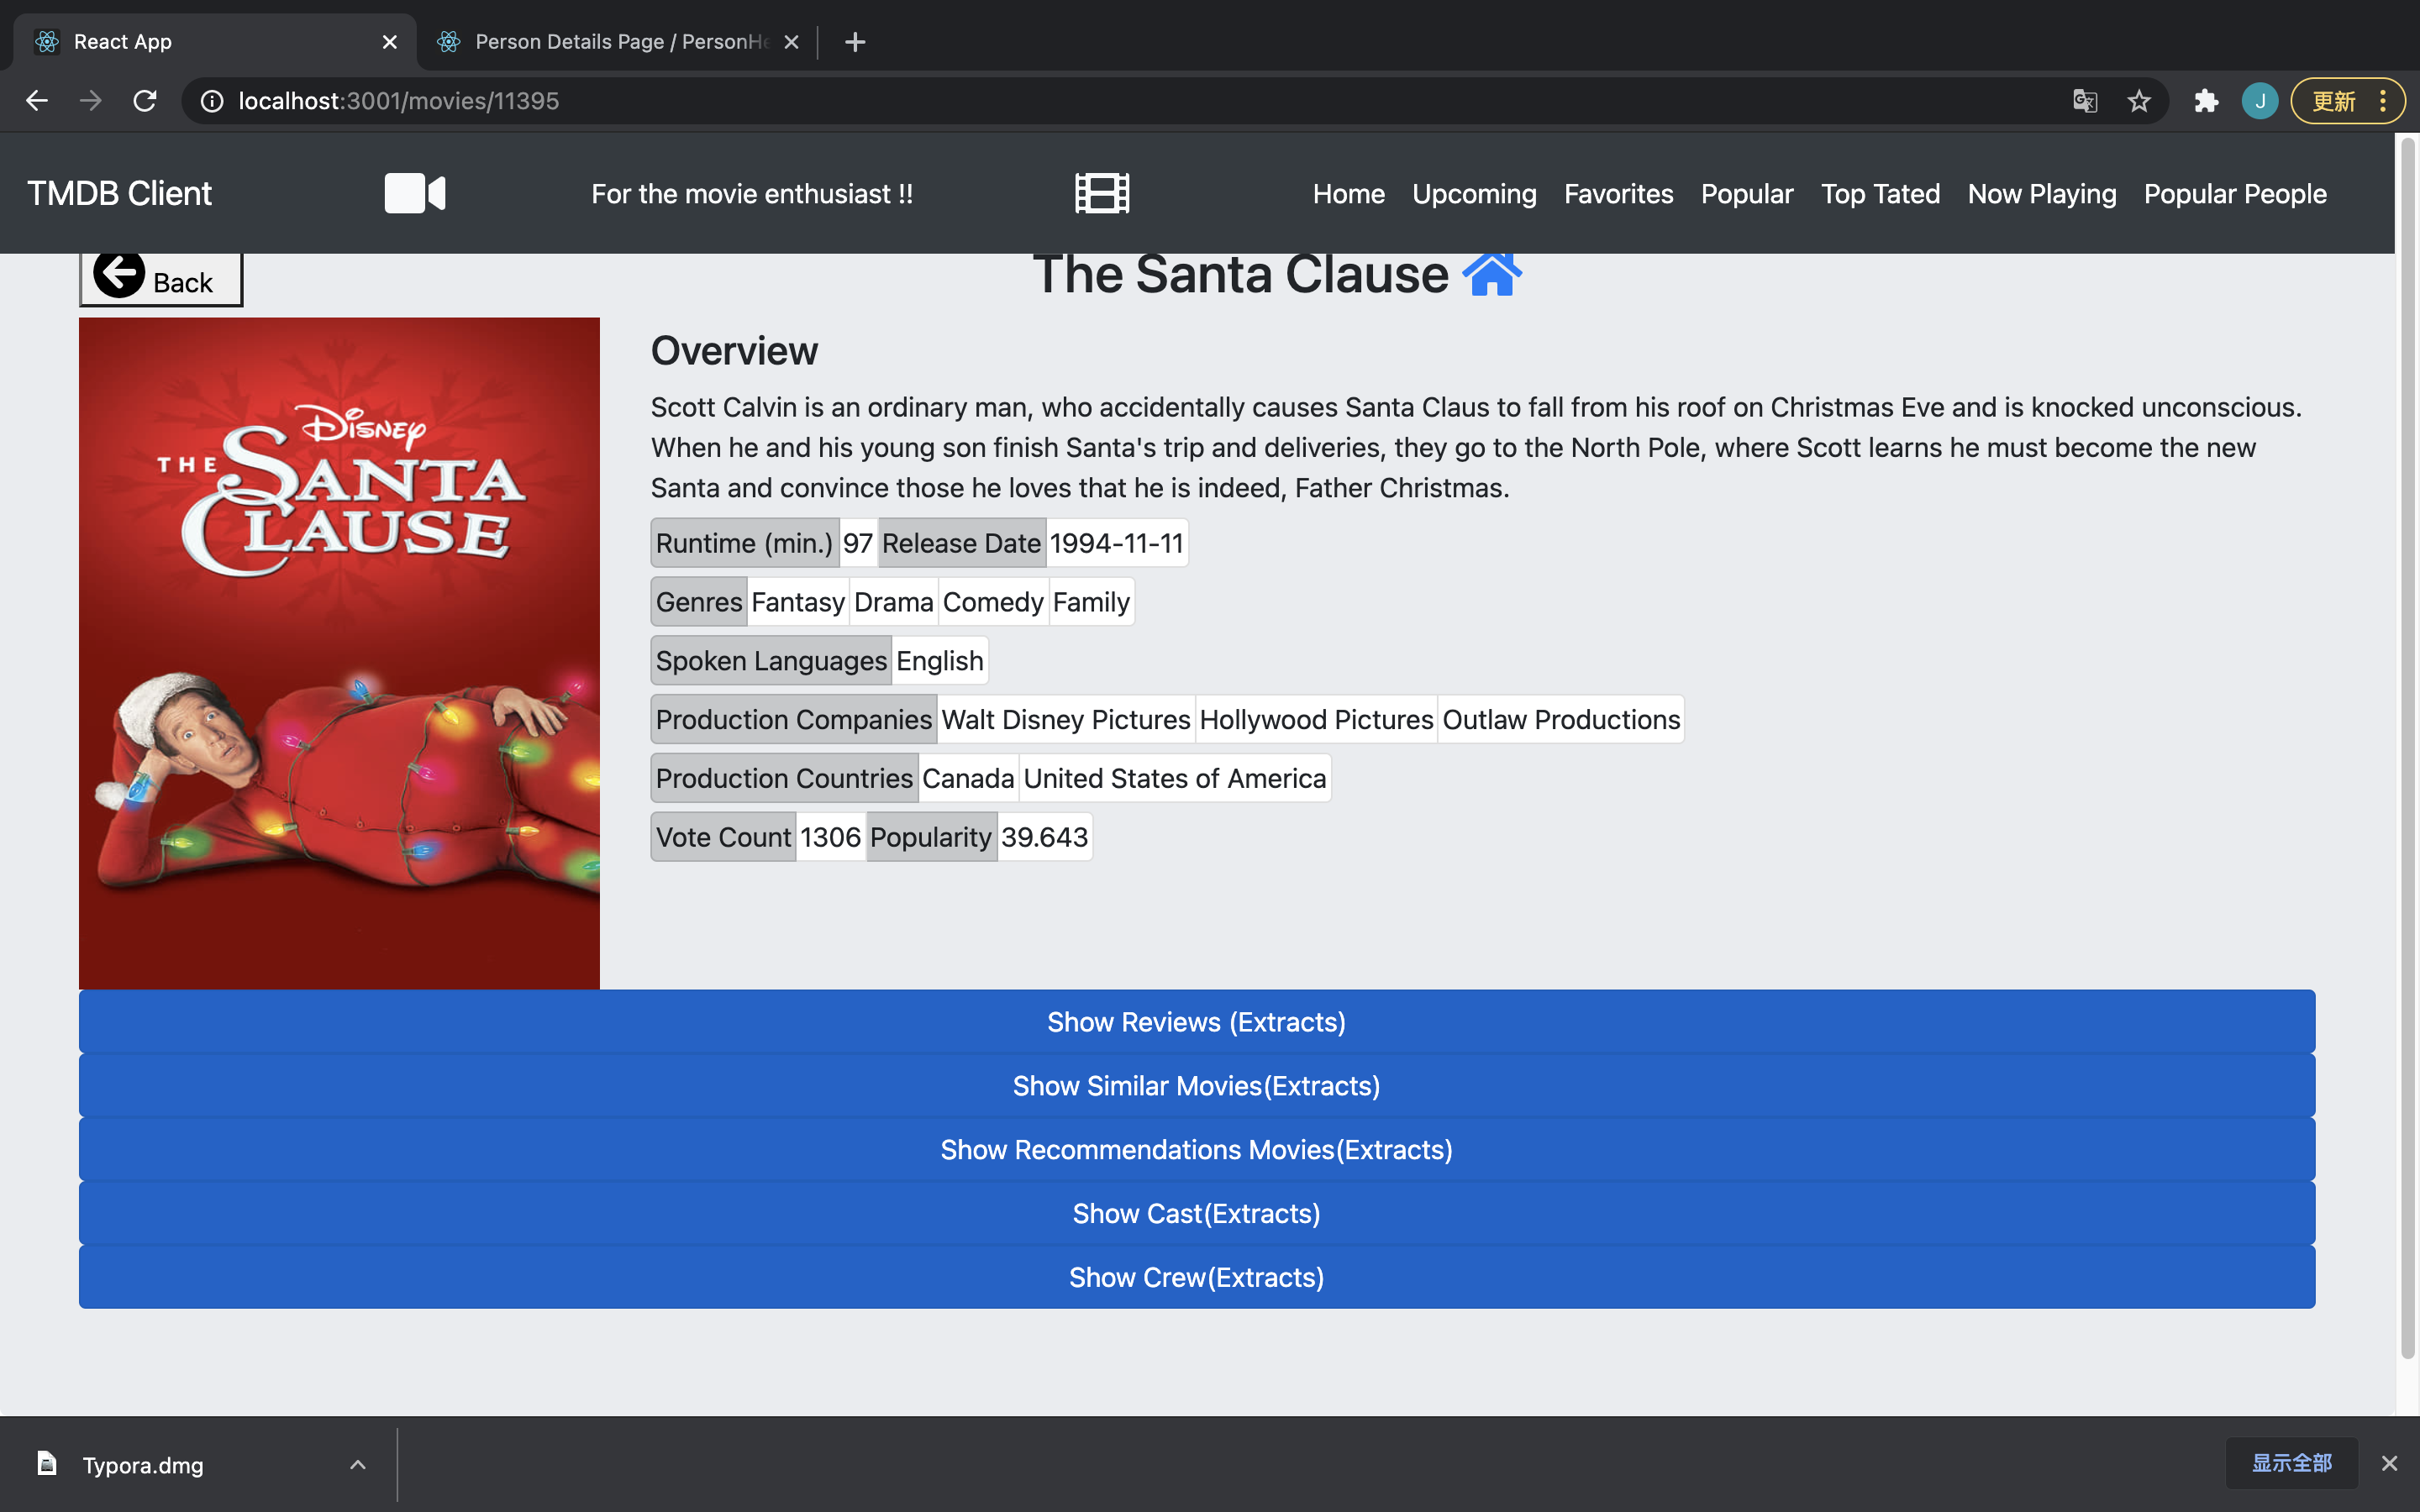 React App
Person Details Page / PersonHe
localhost:3001/movies/11395
J
更新
TMDB Client
For the movie enthusiast !!
Home Upcoming Favorites Popular Top Tated Now Playing Popular People
Back
The Santa Clause
Disney
THE SANTA
CLAUSE
Overview
Scott Calvin is an ordinary man, who accidentally causes Santa Claus to fall from his roof on Christmas Eve and is knocked unconscious.
When he and his young son finish Santa's trip and deliveries, they go to the North Pole, where Scott learns he must become the new
Santa and convince those he loves that he is indeed, Father Christmas.
Runtime (min.) 97 Release Date 1994-11-11
Genres Fantasy Drama Comedy Family
Spoken Languages English
Production Companies Walt Disney Pictures Hollywood Pictures Outlaw Productions
Production Countries Canada United States of America
Vote Count 1306 Popularity 39.643
Show Reviews (Extracts)
Show Similar Movies(Extracts)
Show Recommendations Movies(Extracts)
Show Cast(Extracts)
Show Crew(Extracts)
Typora.dmg
显示全部